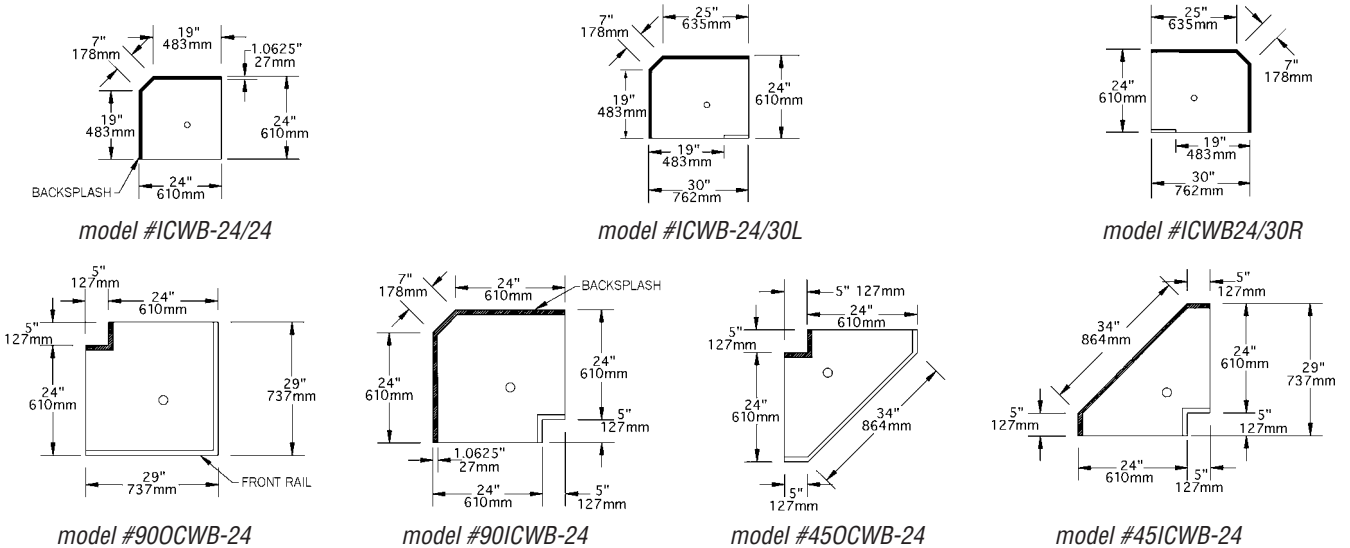 19"
483mm
7"
178mm
1.0625"
27mm
19"
483mm
24"
610mm
BACKSPLASH
24"
610mm
model #ICWB-24/24
25"
635mm
7"
178mm
19"
483mm
24"
610mm
19"
483mm
30"
762mm
model #ICWB-24/30L
25"
635mm
7"
178mm
24"
610mm
19"
483mm
30"
762mm
model #ICWB24/30R
5"
127mm
24"
610mm
5"
127mm
24"
610mm
29"
737mm
29"
737mm
FRONT RAIL
model #90OCWB-24
7"
178mm
24"
610mm
BACKSPLASH
24"
610mm
24"
610mm
5"
127mm
1.0625"
27mm
24"
610mm
5"
127mm
model #90ICWB-24
5" 127mm
24"
610mm
5"
127mm
24"
610mm
34"
864mm
5"
127mm
model #45OCWB-24
5"
127mm
34"
864mm
24"
610mm
29"
737mm
5"
127mm
5"
127mm
24"
610mm
5"
127mm
model #45ICWB-24